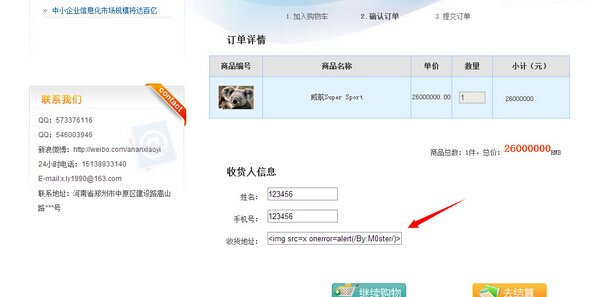 » 中小企业信息化市场规模将达百亿
1.加入购物车 2.确认订单 3.提交订单
订单详情
商品编号 商品名称 单价 数量 小计（元）
威航Super Sport 26000000.00 1 26000000
商品总数：1件，总价：26000000RMB
联系我们
contact
QQ：573376116
QQ：546003946
新浪微博：http://weibo.com/ananxiaoyi
24小时电话：15138933140
E-mail:x.ly1990@163.com
联系地址：河南省郑州市中原区建设路嵩山
路***号
收货人信息
姓名：123456
手机号：123456
收货地址：<img src=x onerror=alert(/By:M0ster/)>
继续购物 去结算